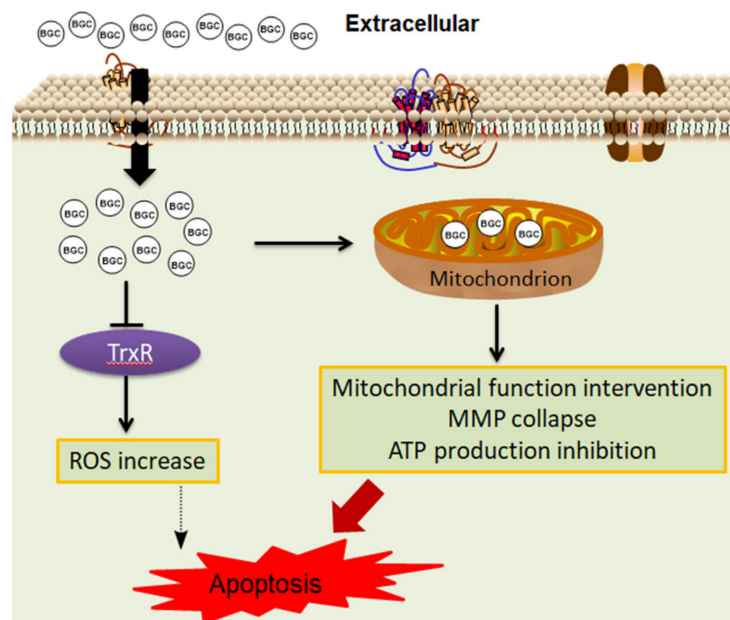 BGC BGC BGC BGC BGC BGC BGC BGC BGC
Extracellular
BGC BGC BGC BGC BGC BGC BGC BGC BGC
BGC BGC BGC
Mitochondrion
TrxR
Mitochondrial function intervention
MMP collapse
ATP production inhibition
ROS increase
Apoptosis